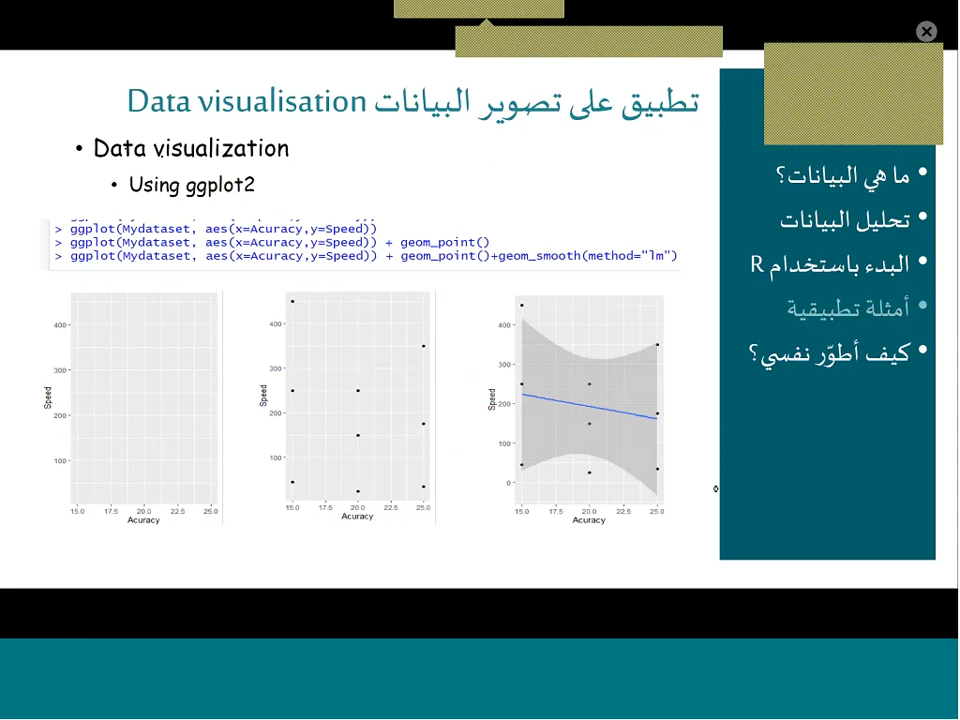 تطبيق على تصوير البيانات Data visualisation
• Data visualization
• Using ggplot2
> ggplot(Mydataset, aes(x=Acuracy,y=Speed))
> ggplot(Mydataset, aes(x=Acuracy,y=Speed)) + geom_point()
> ggplot(Mydataset, aes(x=Acuracy,y=Speed)) + geom_point()+geom_smooth(method="lm")
400
300
200
100
Speed
15.0 17.5 20.0 22.5 25.0
Acuracy
400
300
200
100
Speed
15.0 17.5 20.0 22.5 25.0
Acuracy
400
300
200
100
0
Speed
15.0 17.5 20.0 22.5 25.0
Acuracy
• ما هي البيانات؟
• تحليل البيانات
• البدء باستخدام R
• أمثلة تطبيقية
• كيف أطوّر نفسي؟